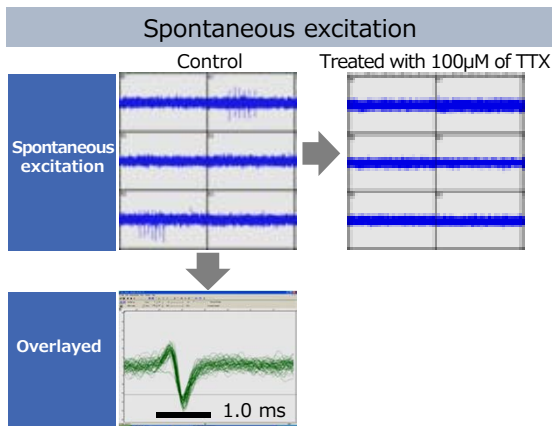 Spontaneous excitation
Control
Treated with 100μM of TTX
Spontaneous
excitation
Overlayed
1.0 ms